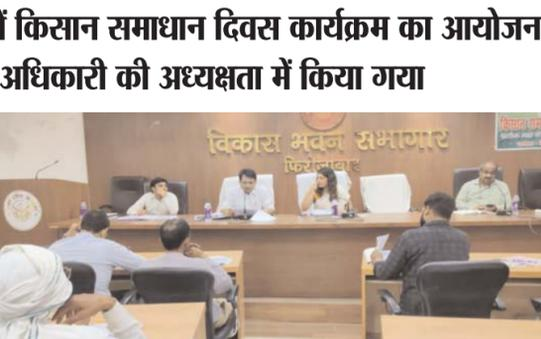 में किसान समाधान दिवस कार्यक्रम का आयोजन
अधिकारी की अध्यक्षता में किया गया
विकास भवन सभागार
फिरोजाबाद
किसान